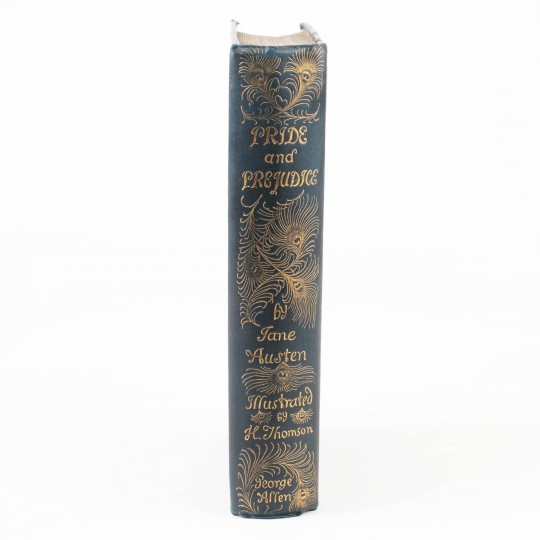 PRIDE
and
PREJUDICE
by
Jane
Austen
Illustrated
by
H. Thomson
George
Allen